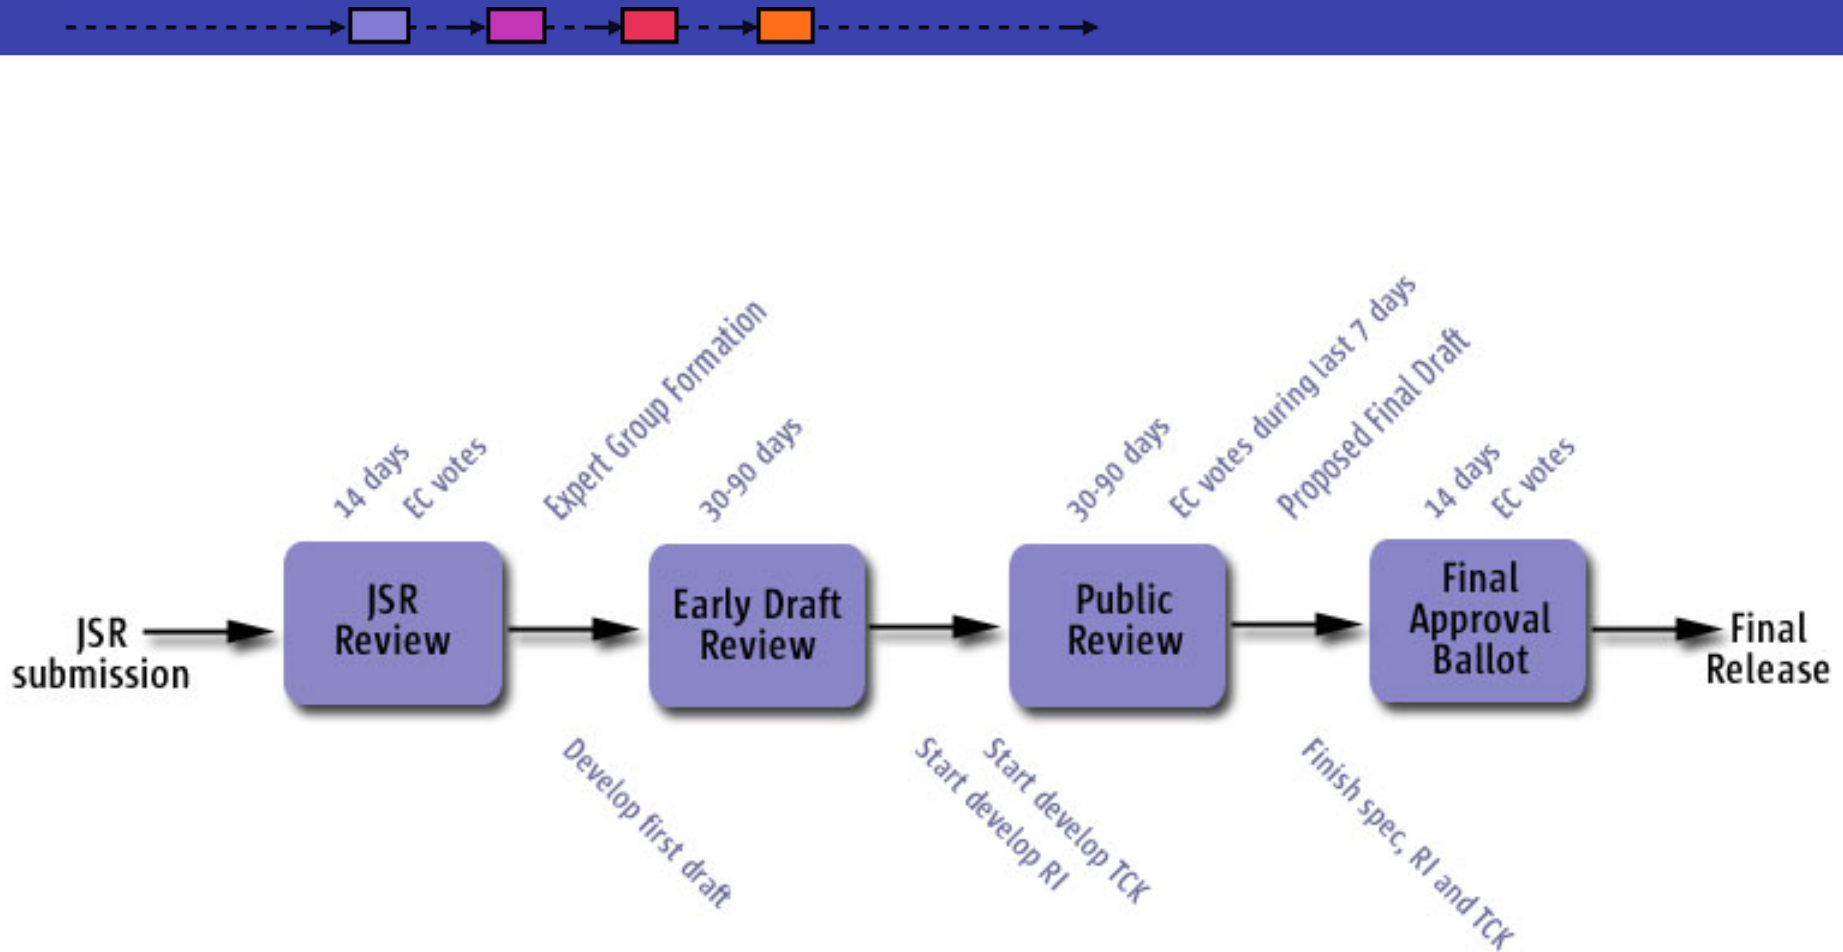 14 days
EC votes
Expert Group Formation
30-90 days
30-90 days
EC votes during last 7 days
Proposed Final Draft
14 days
EC votes
JSR
submission
JSR
Review
Early Draft
Review
Public
Review
Final
Approval
Ballot
Final
Release
Develop first draft
Start develop RI
Start develop TCK
Finish spec, RI and TCK